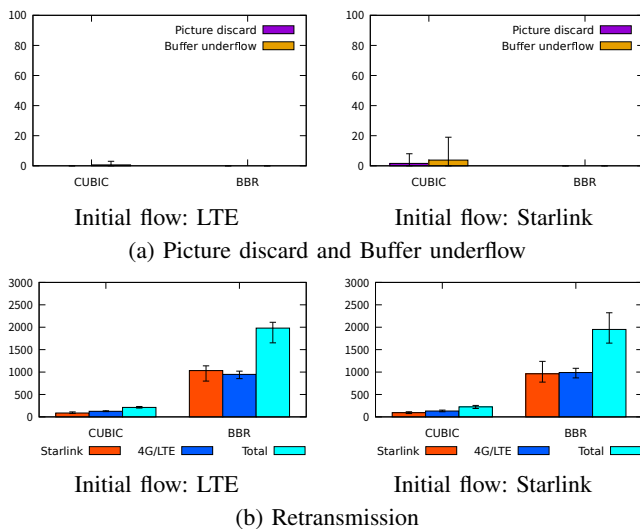 100
80
60
40
20
0
Picture discard
Buffer underflow
CUBIC BBR
Initial flow: LTE
100
80
60
40
20
0
Picture discard
Buffer underflow
CUBIC BBR
Initial flow: Starlink
(a) Picture discard and Buffer underflow
3000
2500
2000
1500
1000
500
0
CUBIC BBR
Starlink 4G/LTE Total
Initial flow: LTE
3000
2500
2000
1500
1000
500
0
CUBIC BBR
Starlink 4G/LTE Total
Initial flow: Starlink
(b) Retransmission